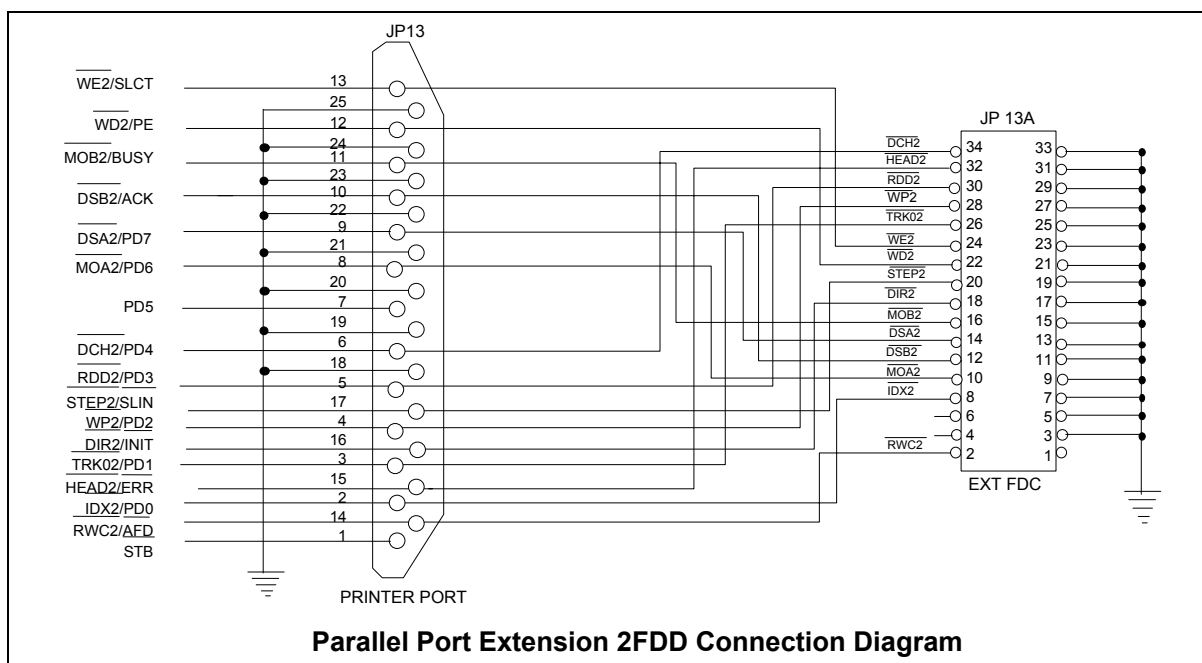 JP13
WE2/SLCT 13
25
WD2/PE 12
24
MOB2/BUSY 11
23
DSB2/ACK 10
22
DSA2/PD7 9
21
MOA2/PD6 8
20
PD5 7
19
DCH2/PD4 6
18
RDD2/PD3 5
STEP2/SLIN 17
WP2/PD2 4
DIR2/INIT 16
TRK02/PD1 3
HEAD2/ERR 15
IDX2/PD0 2
RWC2/AFD 14
STB 1
PRINTER PORT
JP 13A
DCH2 34 33
HEAD2 32 31
RDD2 30 29
WP2 28 27
TRK02 26 25
WE2 24 23
WD2 22 21
STEP2 20 19
DIR2 18 17
MOB2 16 15
DSA2 14 13
DSB2 12 11
MOA2 10 9
IDX2 8 7
6 5
4 3
RWC2 2 1
EXT FDC
Parallel Port Extension 2FDD Connection Diagram